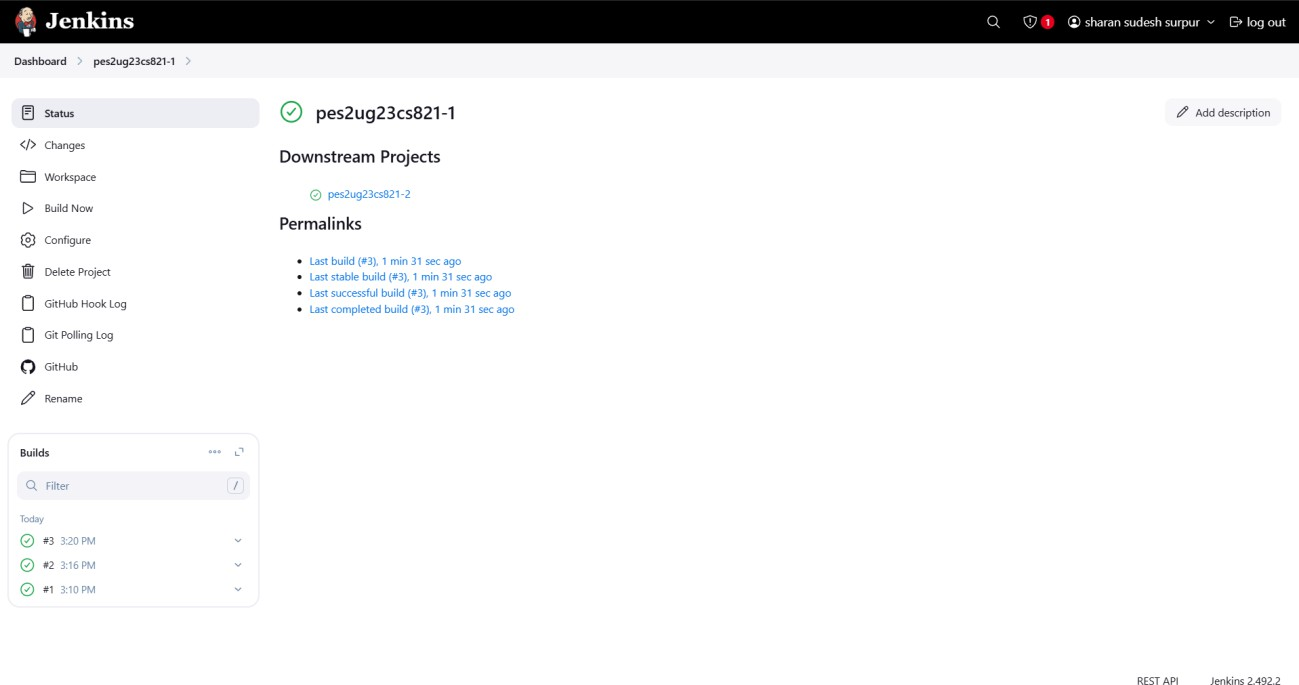 Jenkins
1
sharan sudesh surpur
log out
Dashboard
pes2ug23cs821-1
Status
Changes
Workspace
Build Now
Configure
Delete Project
GitHub Hook Log
Git Polling Log
GitHub
Rename
Builds
Filter
/
Today
#3 3:20 PM
#2 3:16 PM
#1 3:10 PM
pes2ug23cs821-1
Add description
Downstream Projects
pes2ug23cs821-2
Permalinks
Last build (#3), 1 min 31 sec ago
Last stable build (#3), 1 min 31 sec ago
Last successful build (#3), 1 min 31 sec ago
Last completed build (#3), 1 min 31 sec ago
REST API
Jenkins 2.492.2